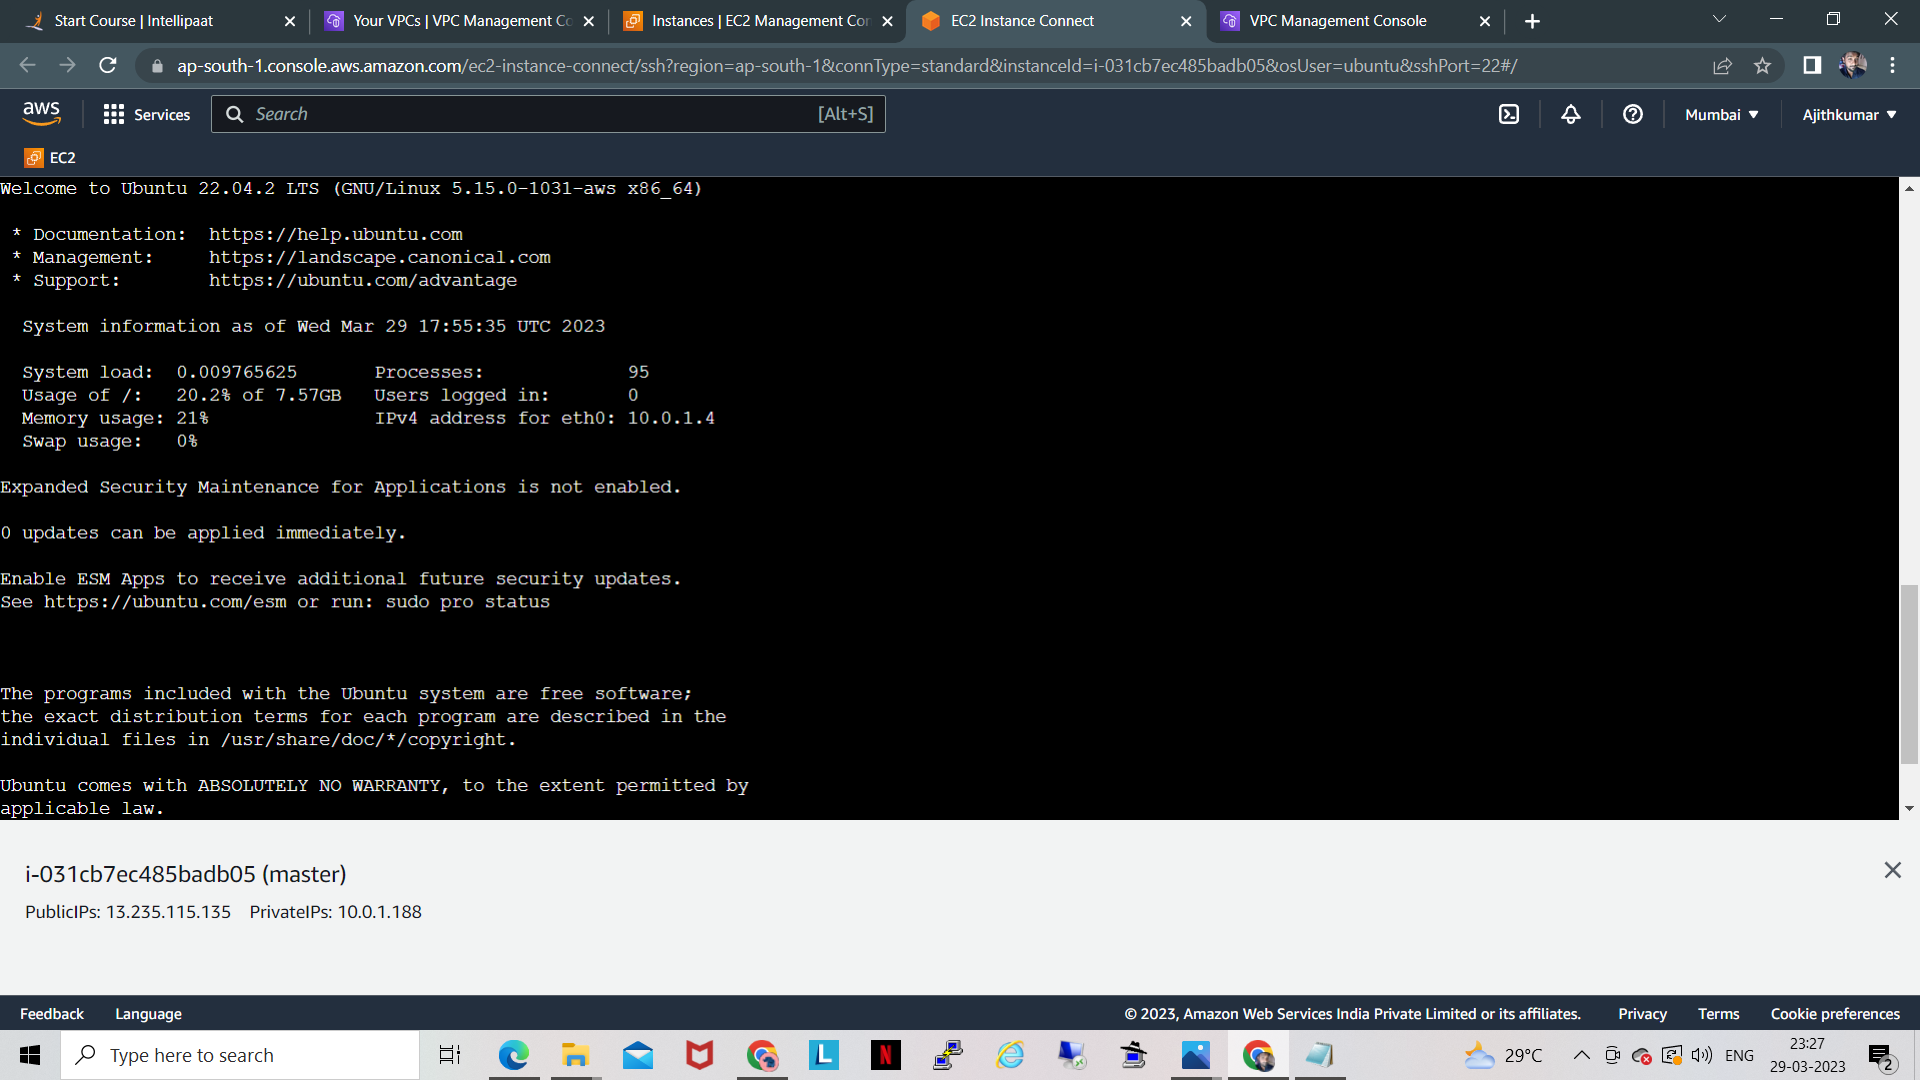 Start Course | Intellipaat
Your VPCs | VPC Management Co
Instances | EC2 Management Con
EC2 Instance Connect
VPC Management Console
ap-south-1.console.aws.amazon.com/ec2-instance-connect/ssh?region=ap-south-1&connType=standard&instanceId=i-031cb7ec485badb05&osUser=ubuntu&sshPort=22#/
aws
Services
Search
[Alt+S]
Mumbai
Ajithkumar
EC2
Welcome to Ubuntu 22.04.2 LTS (GNU/Linux 5.15.0-1031-aws x86_64)
* Documentation: https://help.ubuntu.com
* Management: https://landscape.canonical.com
* Support: https://ubuntu.com/advantage
System information as of Wed Mar 29 17:55:35 UTC 2023
System load: 0.009765625 Processes: 95
Usage of /: 20.2% of 7.57GB Users logged in: 0
Memory usage: 21% IPv4 address for eth0: 10.0.1.4
Swap usage: 0%
Expanded Security Maintenance for Applications is not enabled.
0 updates can be applied immediately.
Enable ESM Apps to receive additional future security updates.
See https://ubuntu.com/esm or run: sudo pro status
The programs included with the Ubuntu system are free software;
the exact distribution terms for each program are described in the
individual files in /usr/share/doc/*/copyright.
Ubuntu comes with ABSOLUTELY NO WARRANTY, to the extent permitted by
applicable law.
i-031cb7ec485badb05 (master)
PublicIPs: 13.235.115.135 PrivateIPs: 10.0.1.188
Feedback
Language
© 2023, Amazon Web Services India Private Limited or its affiliates.
Privacy
Terms
Cookie preferences
Type here to search
L
N
29°C
ENG
23:27
29-03-2023
2